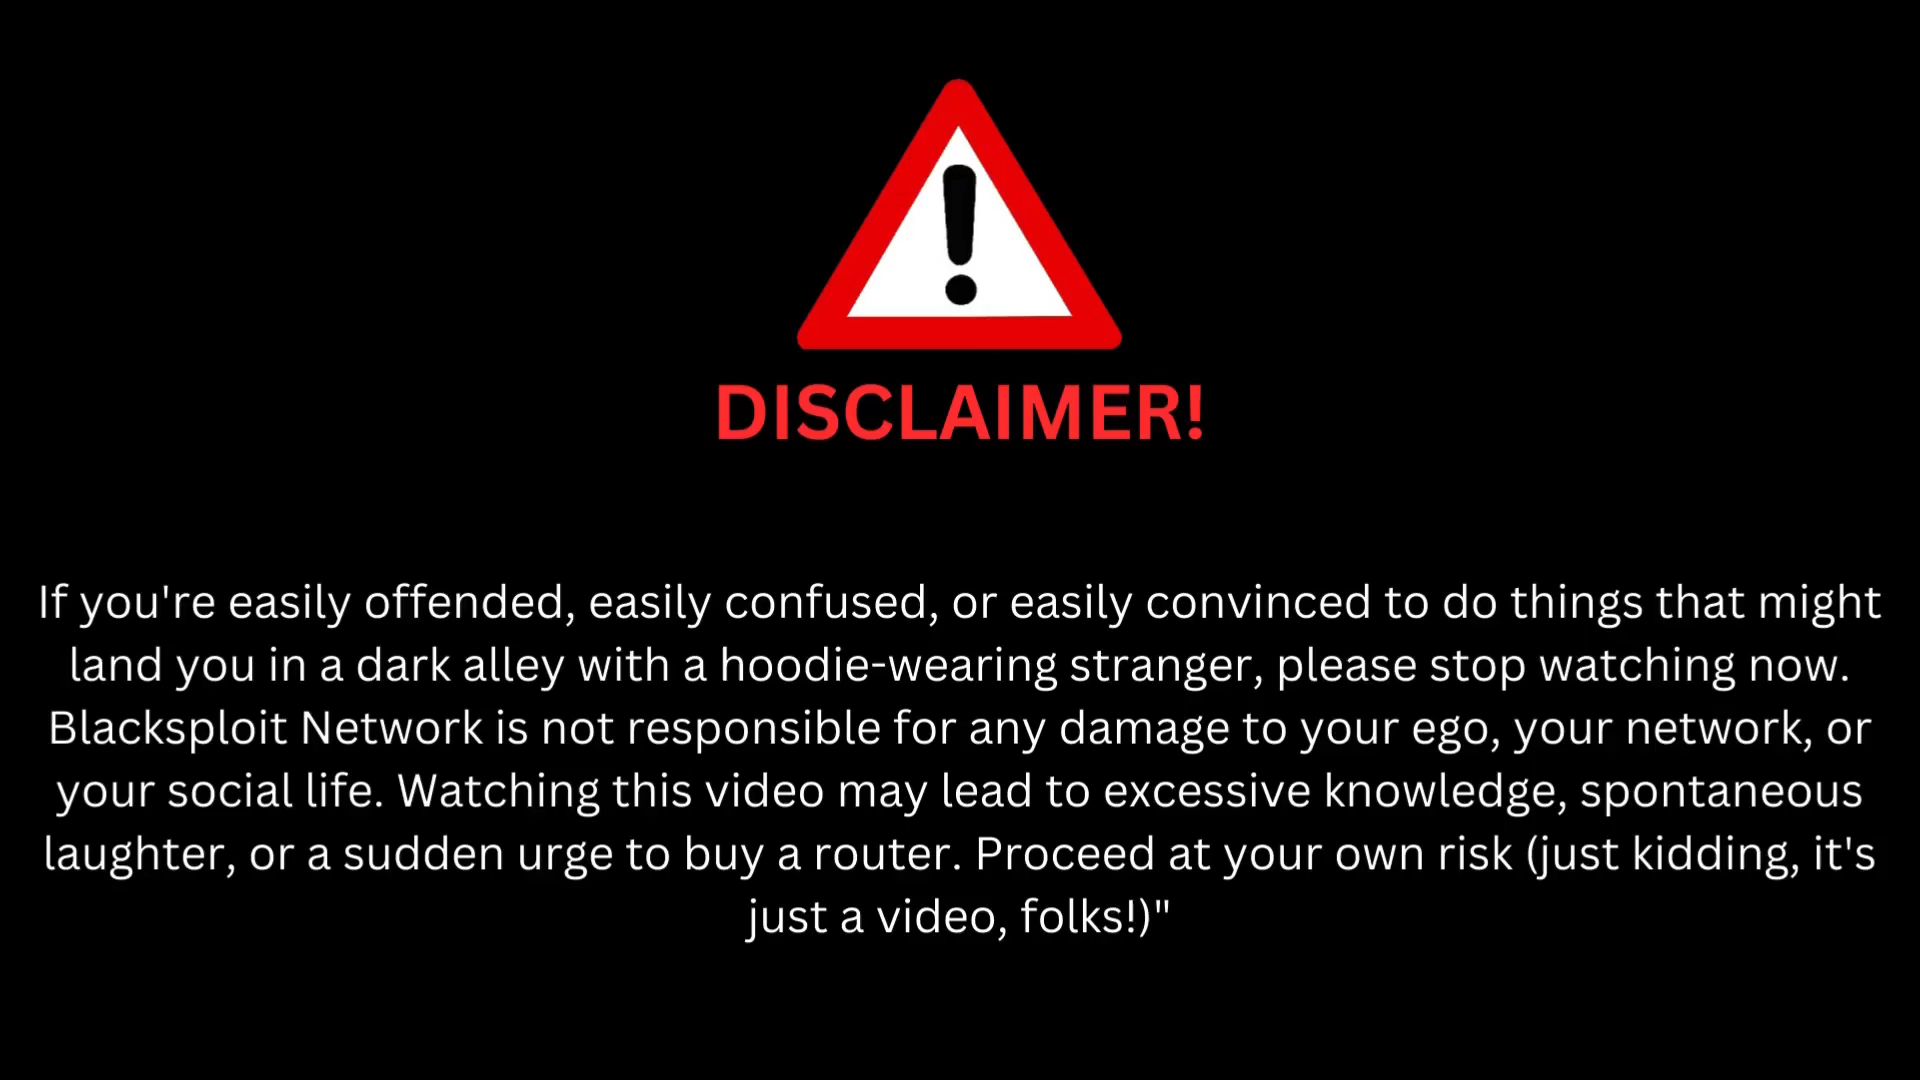 DISCLAIMER!
If you're easily offended, easily confused, or easily convinced to do things that might
land you in a dark alley with a hoodie-wearing stranger, please stop watching now.
Blacksploit Network is not responsible for any damage to your ego, your network, or
your social life. Watching this video may lead to excessive knowledge, spontaneous
laughter, or a sudden urge to buy a router. Proceed at your own risk (just kidding, it's
just a video, folks!)"